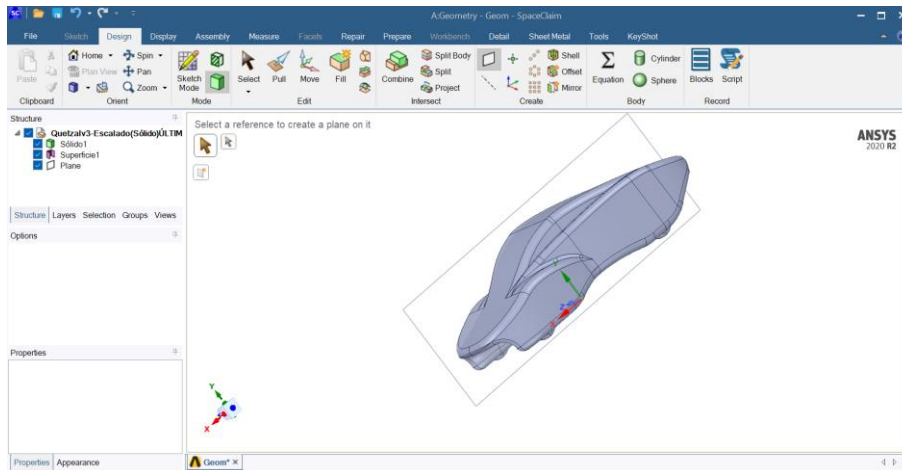 A:Geometry - Geom - SpaceClaim
File Sketch Design Display Assembly Measure Facets Repair Prepare Workbench Detail Sheet Metal Tools KeyShot
Home Spin Split Body Shell Cylinder
Paste Plan View Pan Sketch Mode Select Pull Move Fill Combine Split Offset Equation Sphere Blocks Script
Zoom Project Mirror
Clipboard Orient Mode Edit Intersect Create Body Record
Structure
Select a reference to create a plane on it
Quetzalv3-Escalado(Sólido)ÚLTIM
ANSYS
Sólido1
2020 R2
Superficie1
Plane
Structure Layers Selection Groups Views
Options
Y
Z
X
Properties
Y
X
Properties Appearance
Geom*